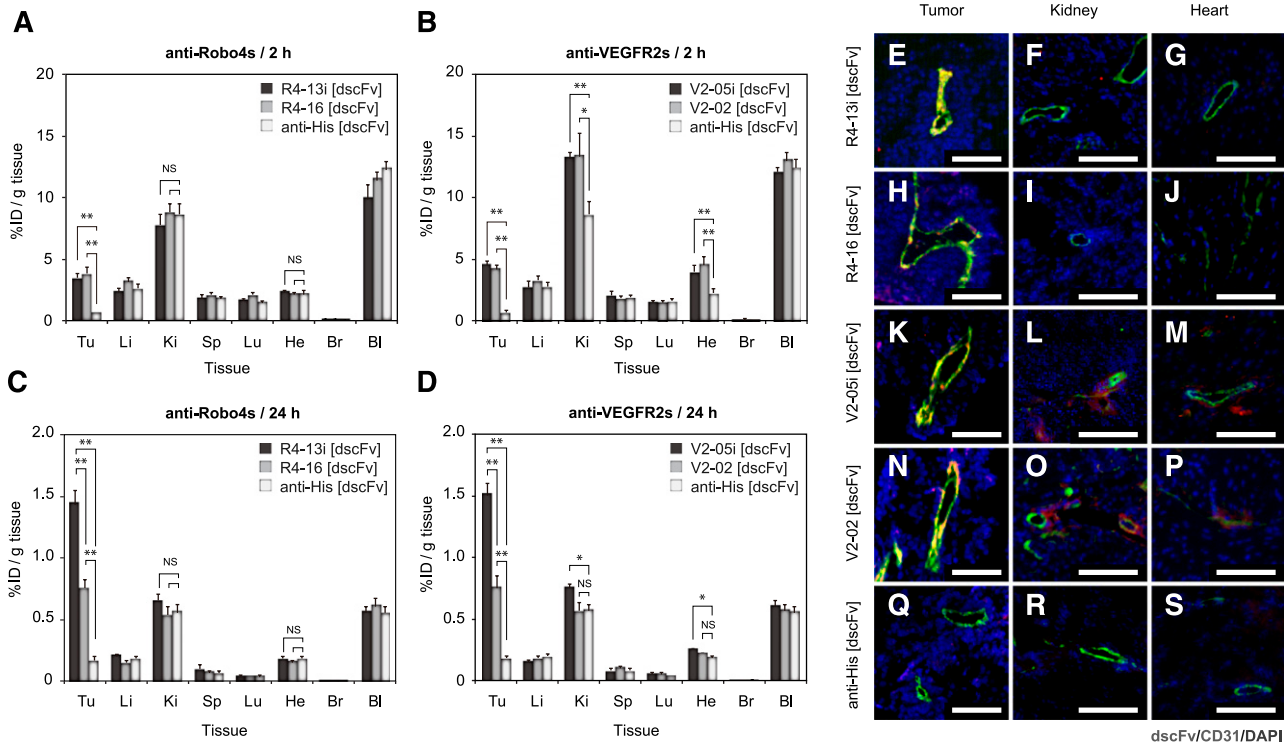 A
anti-Robo4s / 2 h
20
15
10
5
0
%ID / g tissue
R4-13i [dscFv]
R4-16 [dscFv]
anti-His [dscFv]
**
**
NS
NS
Tu Li Ki Sp Lu He Br Bl
Tissue
B
anti-VEGFR2s / 2 h
20
15
10
5
0
%ID / g tissue
V2-05i [dscFv]
V2-02 [dscFv]
anti-His [dscFv]
**
**
**
*
**
**
Tu Li Ki Sp Lu He Br Bl
Tissue
C
anti-Robo4s / 24 h
2.0
1.5
1.0
0.5
0
%ID / g tissue
R4-13i [dscFv]
R4-16 [dscFv]
anti-His [dscFv]
**
**
**
NS
NS
Tu Li Ki Sp Lu He Br Bl
Tissue
D
anti-VEGFR2s / 24 h
2.0
1.5
1.0
0.5
0
%ID / g tissue
V2-05i [dscFv]
V2-02 [dscFv]
anti-His [dscFv]
**
**
**
*
NS
*
NS
Tu Li Ki Sp Lu He Br Bl
Tissue
Tumor Kidney Heart
R4-13i [dscFv]
E F G
R4-16 [dscFv]
H I J
V2-05i [dscFv]
K L M
V2-02 [dscFv]
N O P
anti-His [dscFv]
Q R S
dscFv/CD31/DAPI